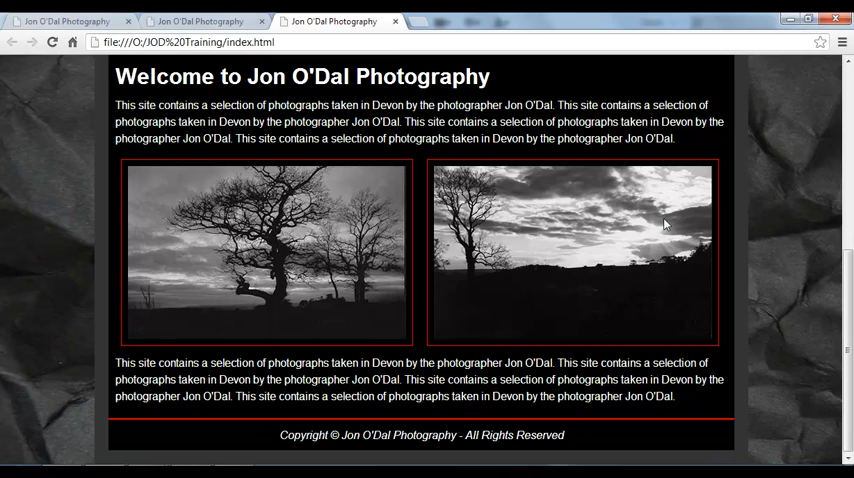 Jon O'Dal Photography
Jon O'Dal Photography
Jon O'Dal Photography
file:///O:/JOD%20Training/index.html
Welcome to Jon O'Dal Photography
This site contains a selection of photographs taken in Devon by the photographer Jon O'Dal. This site contains a selection of
photographs taken in Devon by the photographer Jon O'Dal. This site contains a selection of photographs taken in Devon by the
photographer Jon O'Dal. This site contains a selection of photographs taken in Devon by the photographer Jon O'Dal.
This site contains a selection of photographs taken in Devon by the photographer Jon O'Dal. This site contains a selection of
photographs taken in Devon by the photographer Jon O'Dal. This site contains a selection of photographs taken in Devon by the
photographer Jon O'Dal. This site contains a selection of photographs taken in Devon by the photographer Jon O'Dal.
Copyright © Jon O'Dal Photography - All Rights Reserved